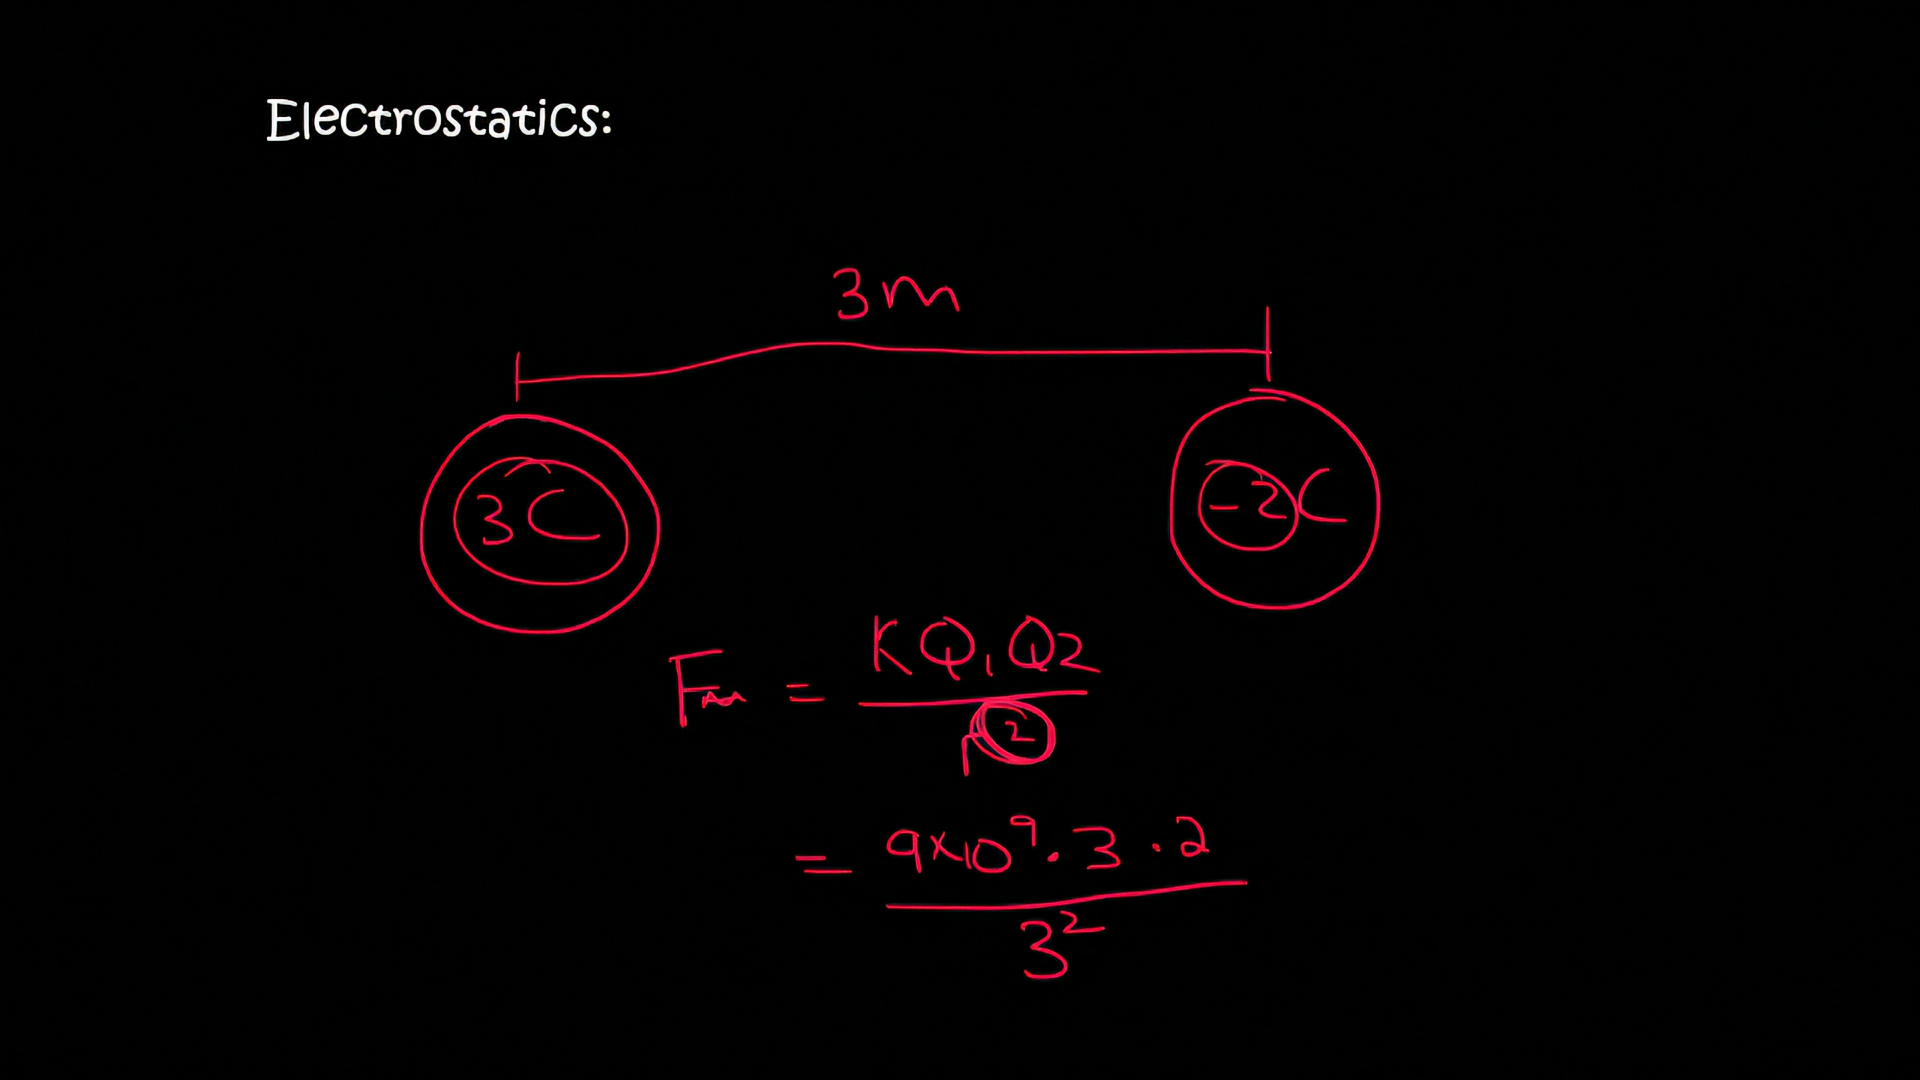 Electrostatics:
3m
3C
-2C
F = KQ1Q2
r2
= 9x10^9 . 3 . 2
3^2